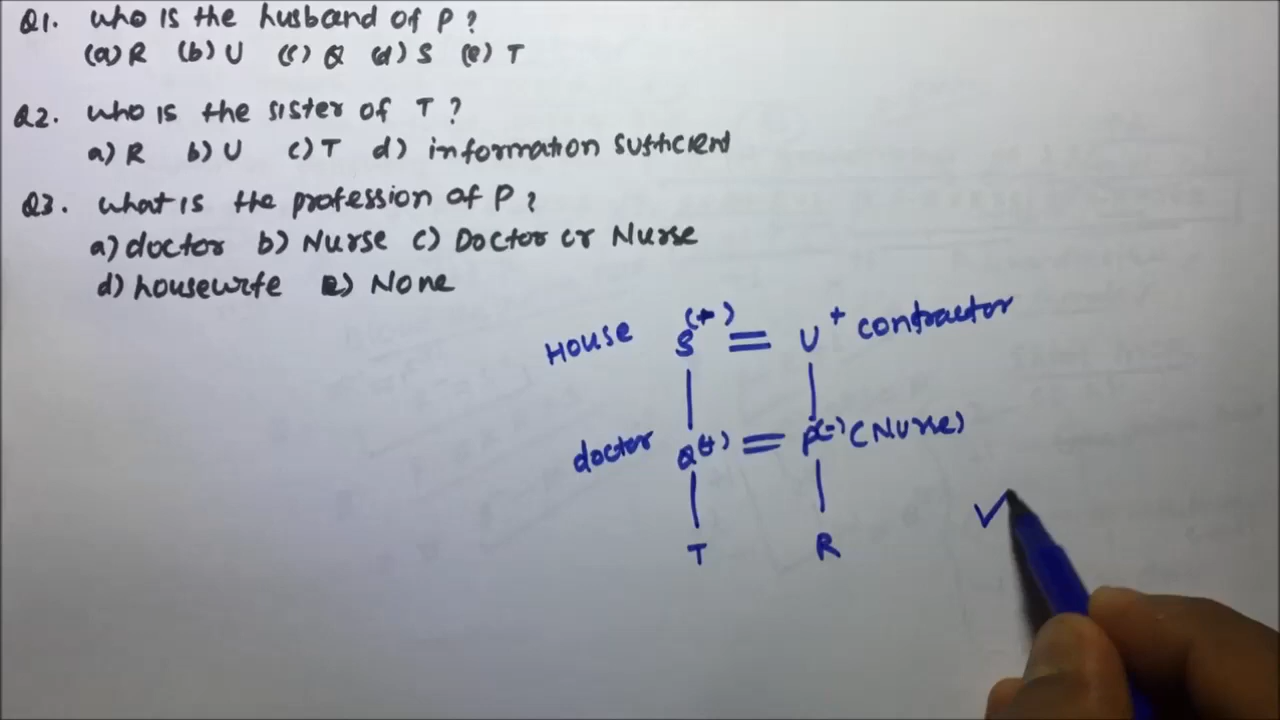 Q1. who is the husband of P?
(a) R (b) U (c) Q (d) S (e) T
Q2. who is the sister of T?
a) R b) U c) T d) information sufficient
Q3. what is the profession of P?
a) doctor b) Nurse c) Doctor or Nurse
d) housewife e) None
House S(+) = U+ contractor
doctor Q(+) = P(-) (Nurse)
T R